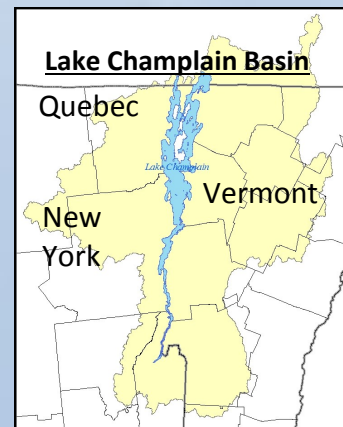 Lake Champlain Basin
Quebec
Lake Champlain
Vermont
New
York